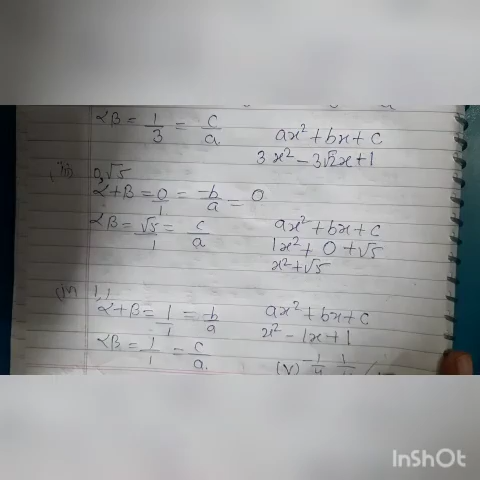 αβ = 1/3 = c/a
ax² + bx + c
3x² - 3√2x + 1
(iii) 0, √5
α+β = 0/1 = -b/a = 0
αβ = √5/1 = c/a
ax² + bx + c
1x² + 0 + √5
x² + √5
(iv) 1, 1
α+β = 1/1 = b/a
ax² + bx + c
x² - 1x + 1
αβ = 1/1 = c/a.
(v) -1/4
InShOt